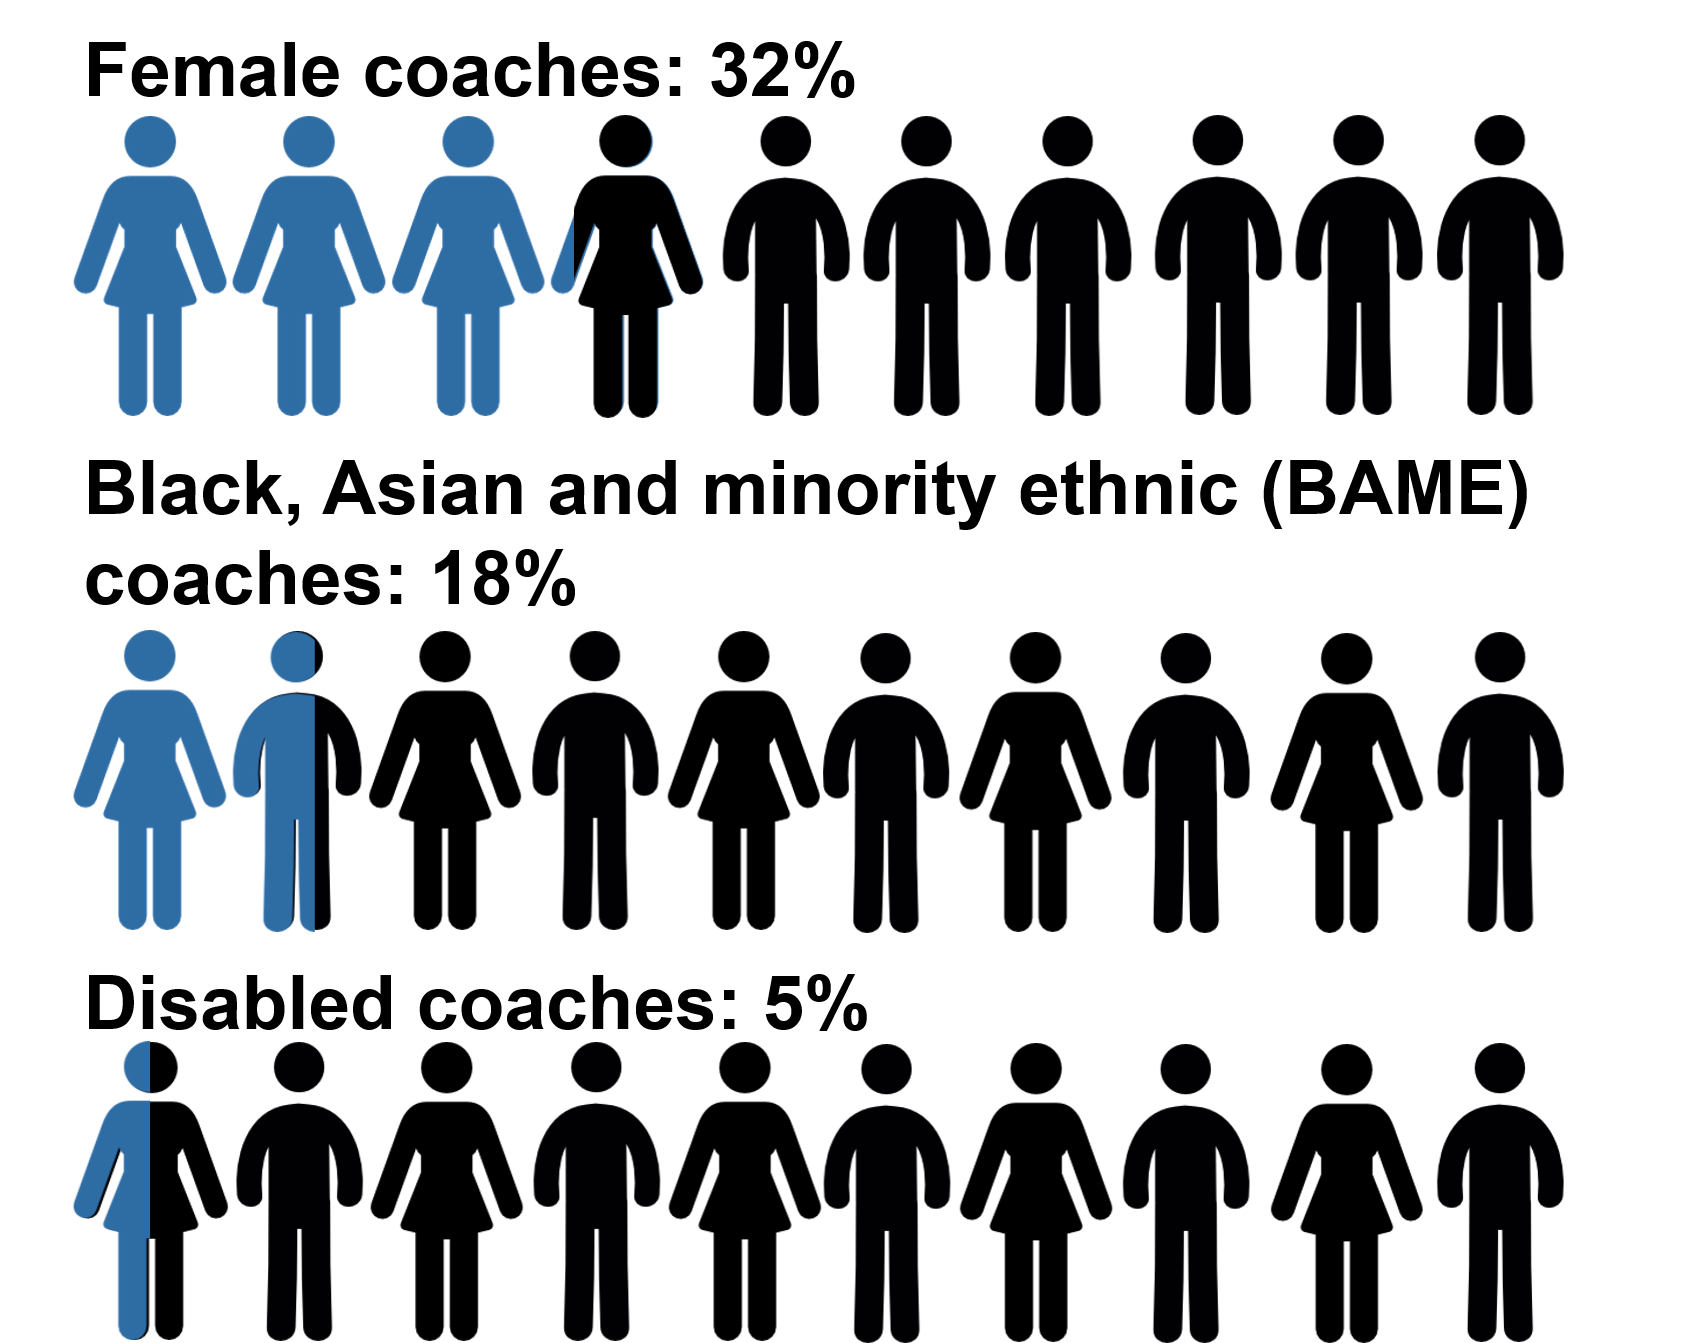 Female coaches: 32%
Black, Asian and minority ethnic (BAME)
coaches: 18%
Disabled coaches: 5%